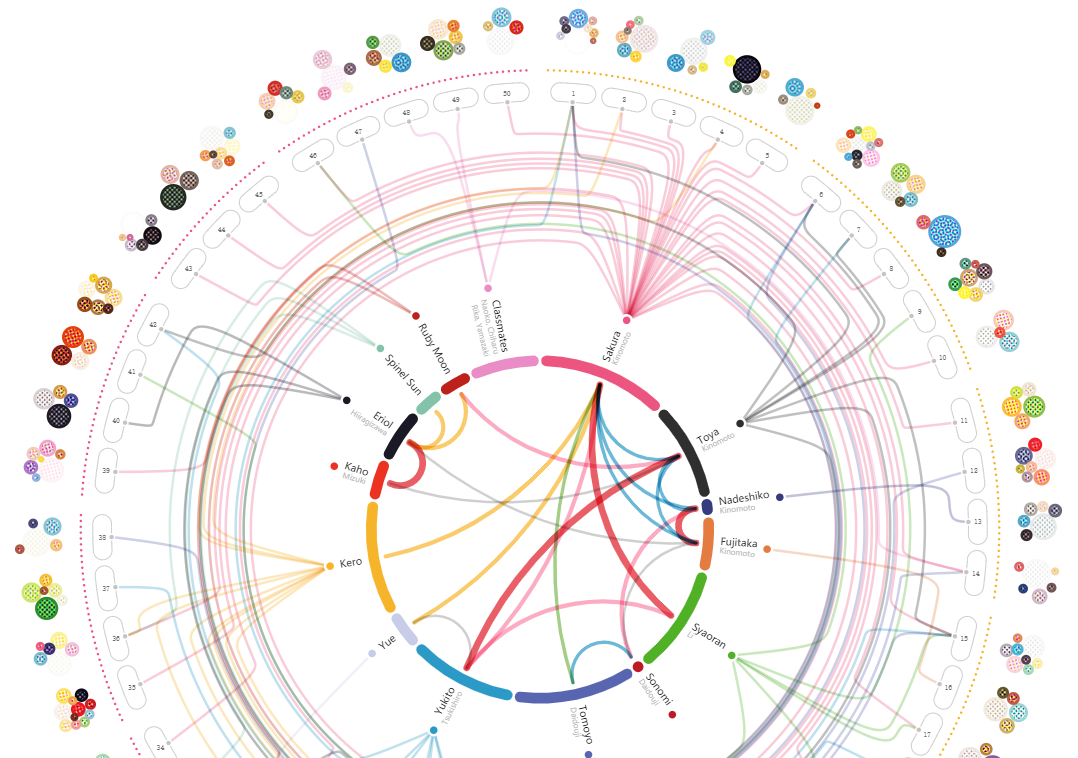 50
1
2
3
4
5
6
7
8
9
10
11
12
13
14
15
16
17
49
48
47
46
45
44
43
42
41
40
39
38
37
36
35
34
Classmates
Naoko, Chiharu
Rika, Yamazaki
Sakura
Kinomoto
Toya
Kinomoto
Nadeshiko
Kinomoto
Fujitaka
Kinomoto
Syaoran
Li
Sonomi
Daidouji
Tomoyo
Daidouji
Yukito
Tsukishiro
Yue
Kero
Kaho
Mizuki
Eriol
Hiiragizawa
Spinel Sun
Ruby Moon